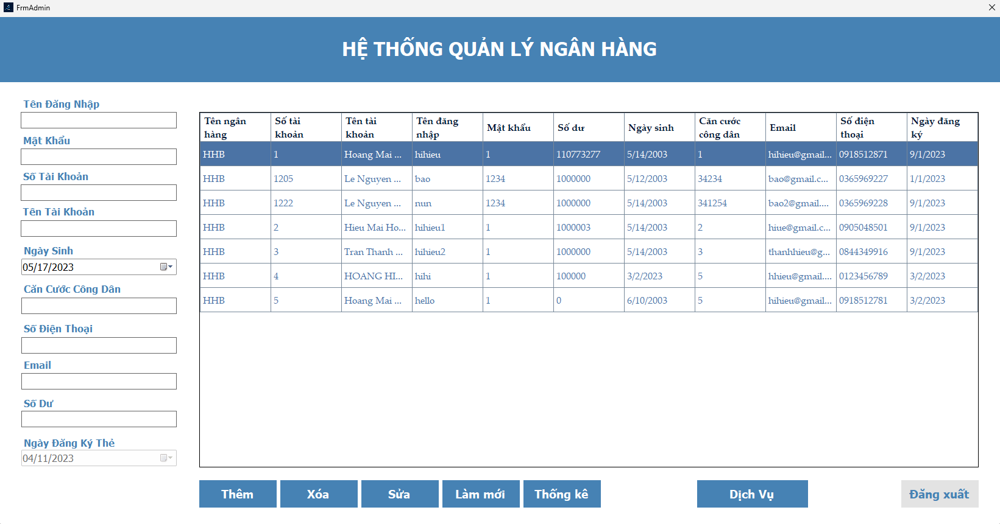 FrmAdmin
HỆ THỐNG QUẢN LÝ NGÂN HÀNG
Tên Đăng Nhập
Mật Khẩu
Số Tài Khoản
Tên Tài Khoản
Ngày Sinh
05/17/2023
Căn Cước Công Dân
Số Điện Thoại
Email
Số Dư
Ngày Đăng Ký Thẻ
04/11/2023
Tên ngân hàng Số tài khoản Tên tài khoản Tên đăng nhập Mật khẩu Số dư Ngày sinh Căn cước công dân Email Số điện thoại Ngày đăng ký
HHB 1 Hoang Mai ... hihieu 1 110773277 5/14/2003 1 hihieu@gmail... 0918512871 9/1/2023
HHB 1205 Le Nguyen ... bao 1234 1000000 5/12/2003 34234 bao@gmail.c... 0365969227 1/1/2023
HHB 1222 Le Nguyen ... nun 1234 1000000 5/14/2003 341254 bao2@gmail.... 0365969228 9/1/2023
HHB 2 Hieu Mai Ho... hihieu1 1 1000003 5/14/2003 2 hiue@gmail.c... 0905048501 9/1/2023
HHB 3 Tran Thanh ... hihieu2 1 1000000 5/14/2003 3 thanhhieu@g... 0844349916 9/1/2023
HHB 4 HOANG HI... hihi 1 100000 3/2/2023 5 hhieu@gmail.... 0123456789 3/2/2023
HHB 5 Hoang Mai ... hello 1 0 6/10/2003 5 hihieu@gmail... 0918512781 3/2/2023
Thêm Xóa Sửa Làm mới Thống kê Dịch Vụ Đăng xuất